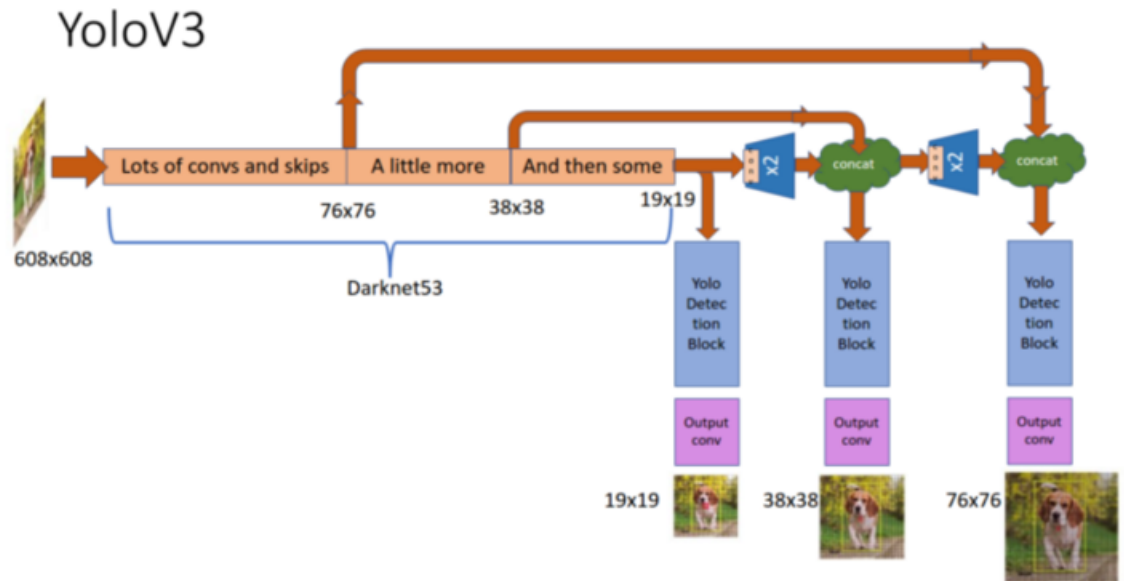 YoloV3
Lots of convs and skips
A little more
And then some
x2
concat
x2
concat
76x76
38x38
19x19
608x608
Darknet53
Yolo
Detec
tion
Block
Yolo
Detec
tion
Block
Yolo
Detec
tion
Block
Output
conv
Output
conv
Output
conv
19x19
38x38
76x76